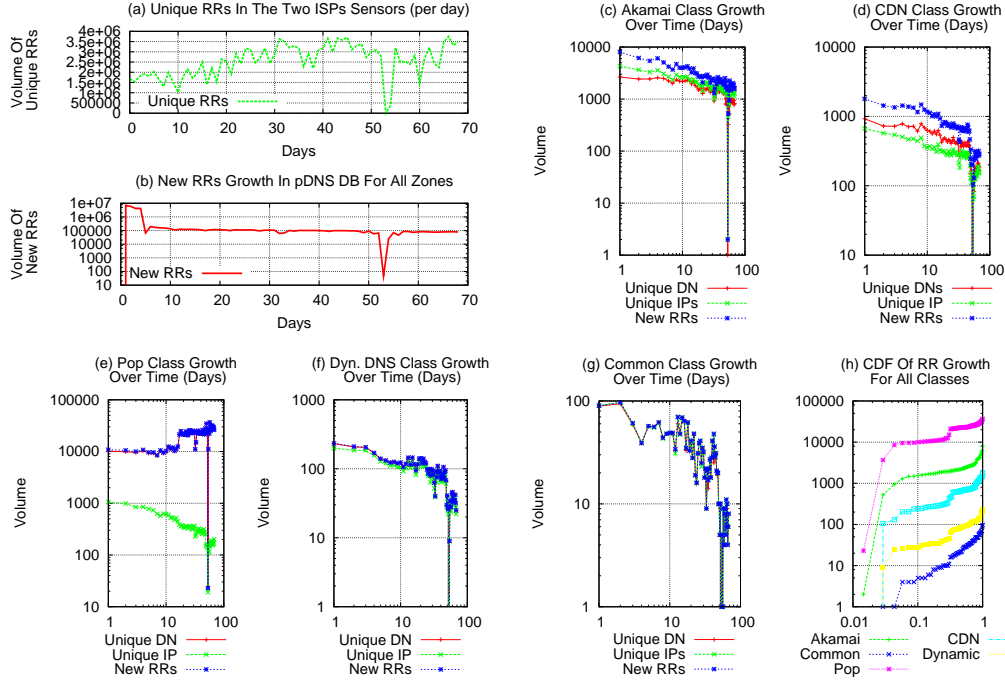 (a) Unique RRs In The Two ISPs Sensors (per day)
Volume Of
Unique RRs
4e+06
3.5e+06
3e+06
2.5e+06
2e+06
1.5e+06
1e+06
500000
0
Unique RRs
0 10 20 30 40 50 60 70
Days
(b) New RRs Growth In pDNS DB For All Zones
Volume Of
New RRs
1e+07
1e+06
100000
10000
1000
100
10
New RRs
0 10 20 30 40 50 60 70
Days
(c) Akamai Class Growth
Over Time (Days)
Volume
10000
1000
100
10
1
1 10 100
Unique DN
Unique IPs
New RRs
(d) CDN Class Growth
Over Time (Days)
Volume
10000
1000
100
10
1 10 100
Unique DNs
Unique IP
New RRs
(e) Pop Class Growth
Over Time (Days)
Volume
100000
10000
1000
100
10
1 10 100
Unique DN
Unique IP
New RRs
(f) Dyn. DNS Class Growth
Over Time (Days)
Volume
1000
100
10
1
1 10 100
Unique DN
Unique IP
New RRs
(g) Common Class Growth
Over Time (Days)
Volume
100
10
1
1 10 100
Unique DN
Unique IPs
New RRs
(h) CDF Of RR Growth
For All Classes
100000
10000
1000
100
10
1
0.01 0.1 1
Akamai
Common
Pop
CDN
Dynamic